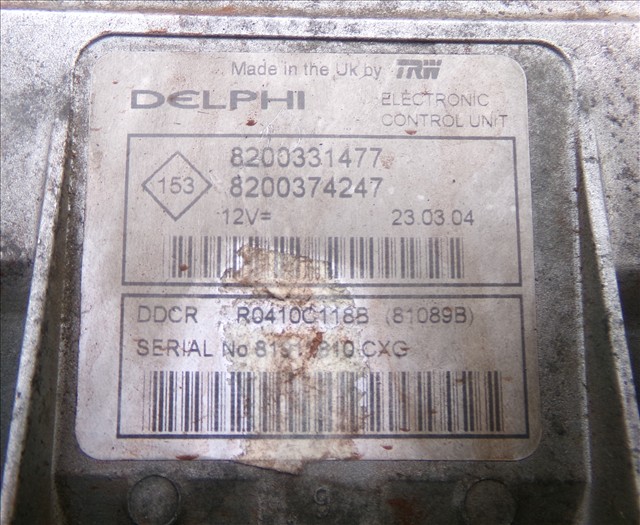 Made in the Uk by TRW
DELPHI
ELECTRONIC
CONTROL UNIT
153
8200331477
8200374247
12V= 23.03.04
DDCR R0410C118B (81089B)
SERIAL No CXG